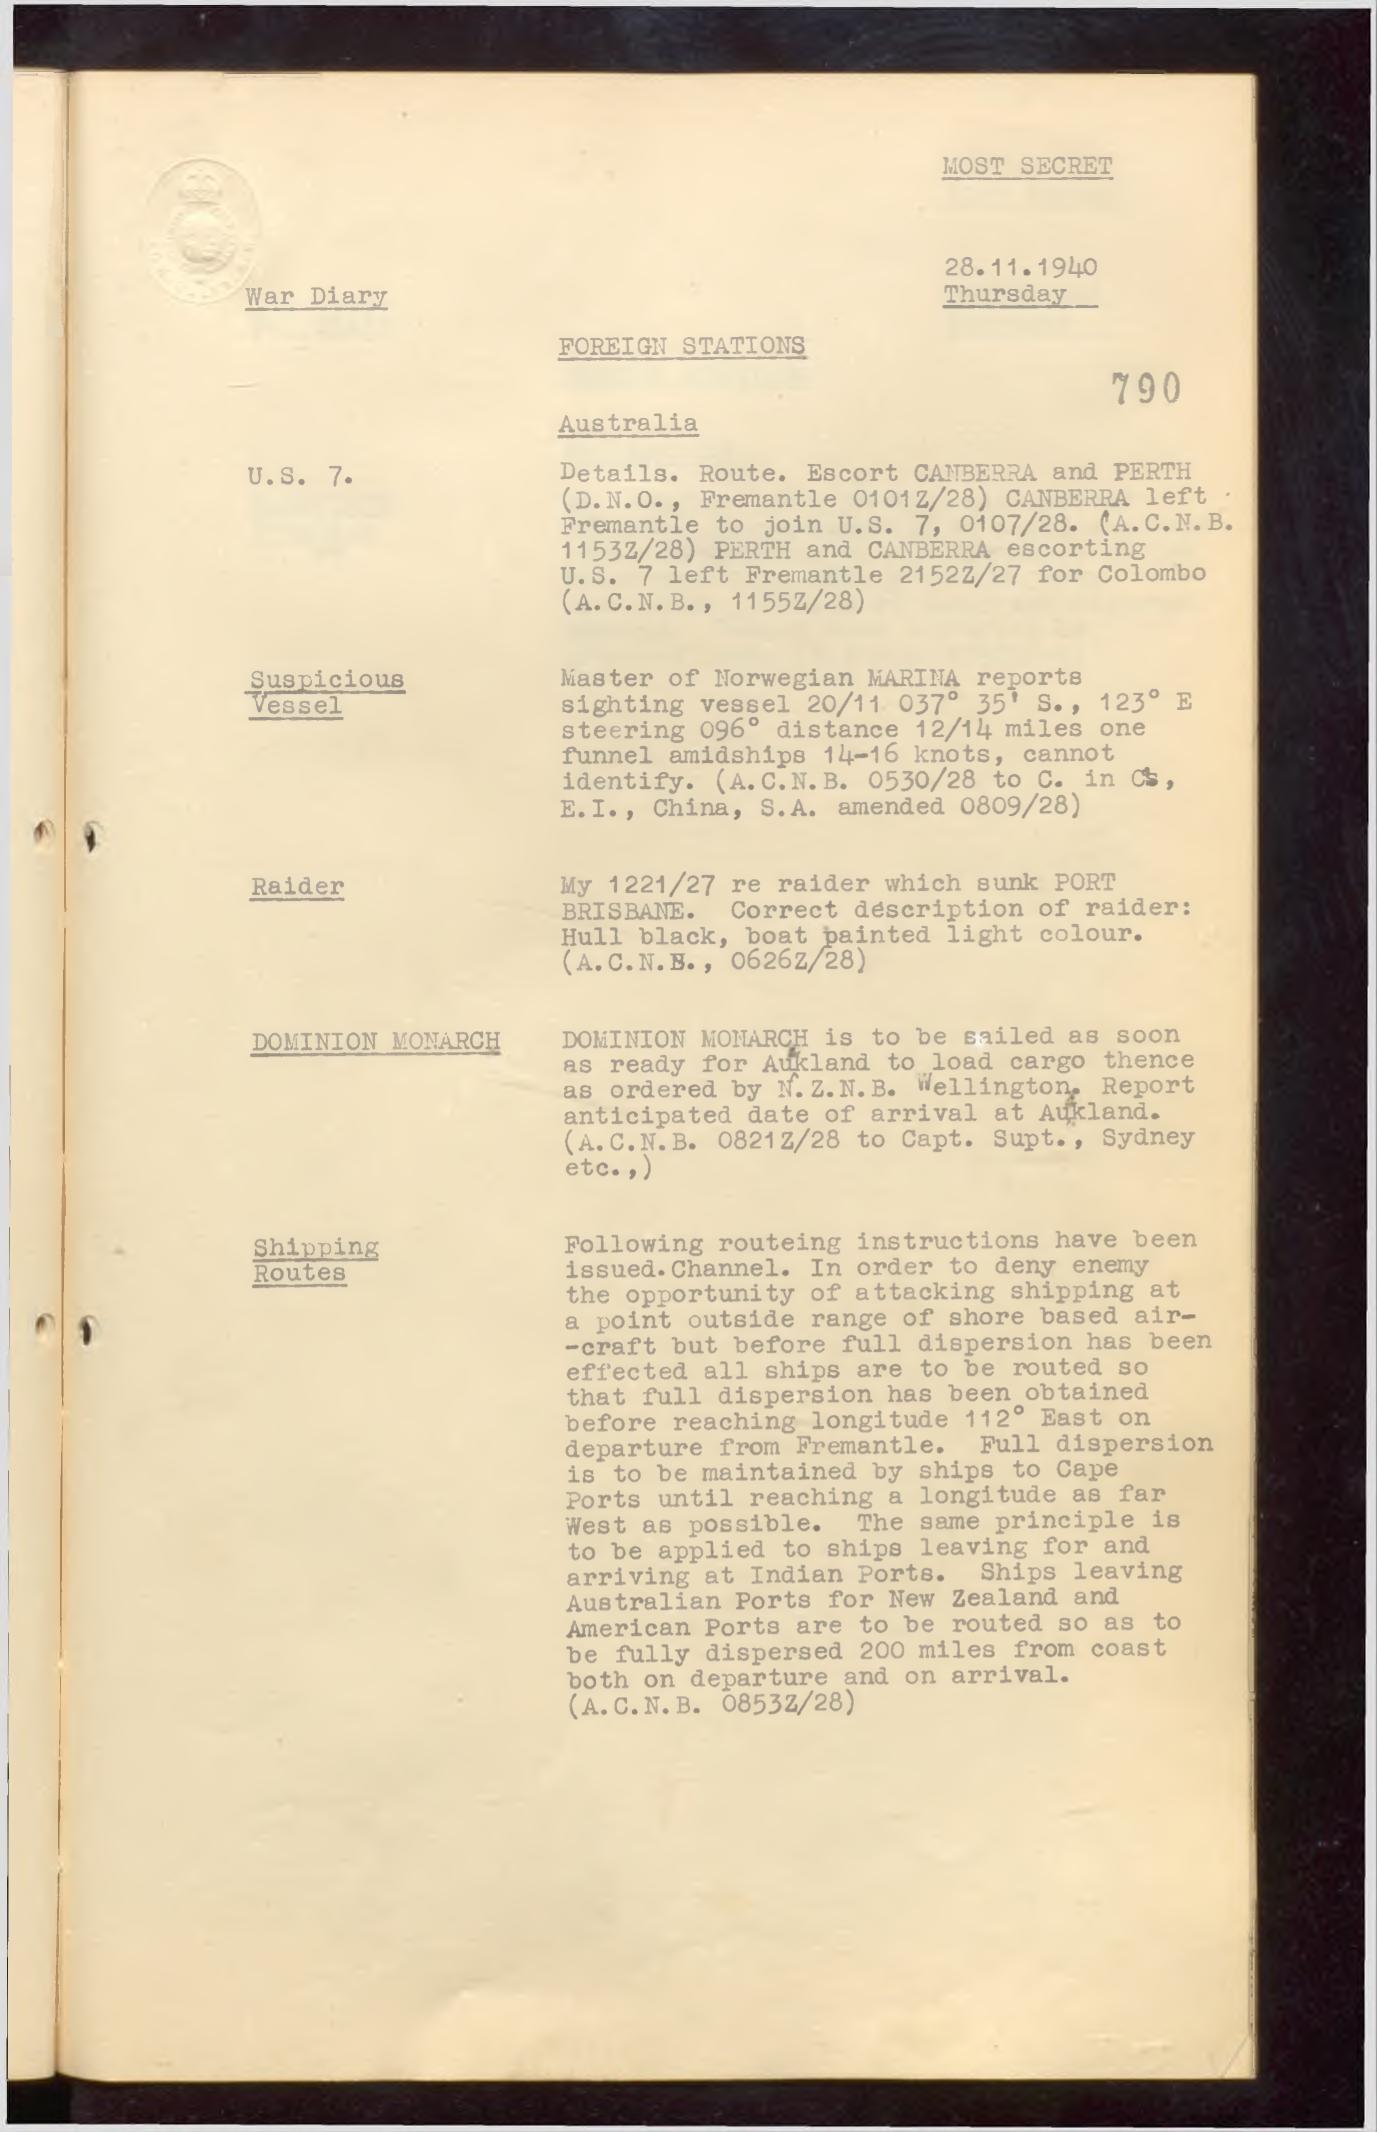 MOST SECRET
28.11.1940
War Diary
Thursday
FOREIGN STATIONS
790
Australia
U.S. 7.
Details. Route. Escort CANBERRA and PERTH
(D.N.O., Fremantle 0101Z/28) CANBERRA left
Fremantle to join U.S. 7, 0107/28. (A.C.N.B.
1153Z/28) PERTH and CANBERRA escorting
U.S. 7 left Fremantle 2152Z/27 for Colombo
(A.C.N.B., 1155Z/28)
Suspicious
Vessel
Master of Norwegian MARINA reports
sighting vessel 20/11 037° 35' S., 123° E
steering 096° distance 12/14 miles one
funnel amidships 14-16 knots, cannot
identify. (A.C.N.B. 0530/28 to C. in Cs,
E.I., China, S.A. amended 0809/28)
Raider
My 1221/27 re raider which sunk PORT
BRISBANE. Correct description of raider:
Hull black, boat painted light colour.
(A.C.N.B., 0626Z/28)
DOMINION MONARCH
DOMINION MONARCH is to be sailed as soon
as ready for Aukland to load cargo thence
as ordered by N.Z.N.B. Wellington. Report
anticipated date of arrival at Aukland.
(A.C.N.B. 0821Z/28 to Capt. Supt., Sydney
etc.,)
Shipping
Routes
Following routeing instructions have been
issued. Channel. In order to deny enemy
the opportunity of attacking shipping at
a point outside range of shore based air-
-craft but before full dispersion has been
effected all ships are to be routed so
that full dispersion has been obtained
before reaching longitude 112° East on
departure from Fremantle. Full dispersion
is to be maintained by ships to Cape
Ports until reaching a longitude as far
West as possible. The same principle is
to be applied to ships leaving for and
arriving at Indian Ports. Ships leaving
Australian Ports for New Zealand and
American Ports are to be routed so as to
be fully dispersed 200 miles from coast
both on departure and on arrival.
(A.C.N.B. 0853Z/28)